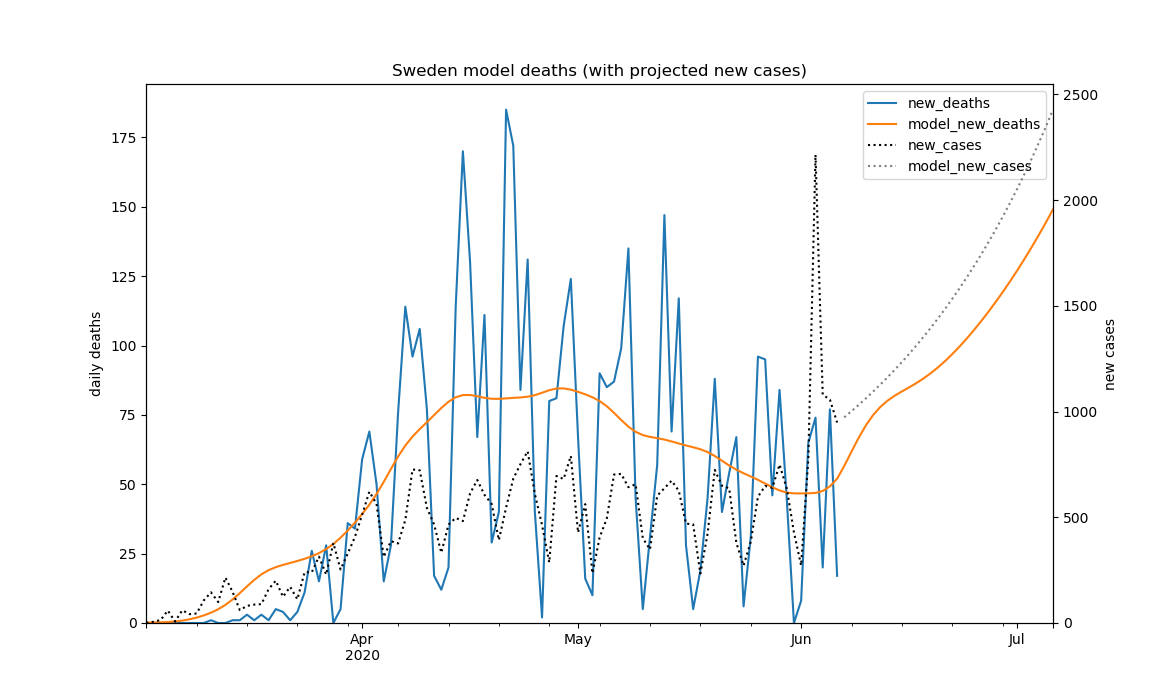 Sweden model deaths (with projected new cases)
new_deaths
model_new_deaths
new_cases
model_new_cases
daily deaths
175
150
125
100
75
50
25
0
2500
2000
1500
1000
500
0
new cases
Apr
2020
May
Jun
Jul